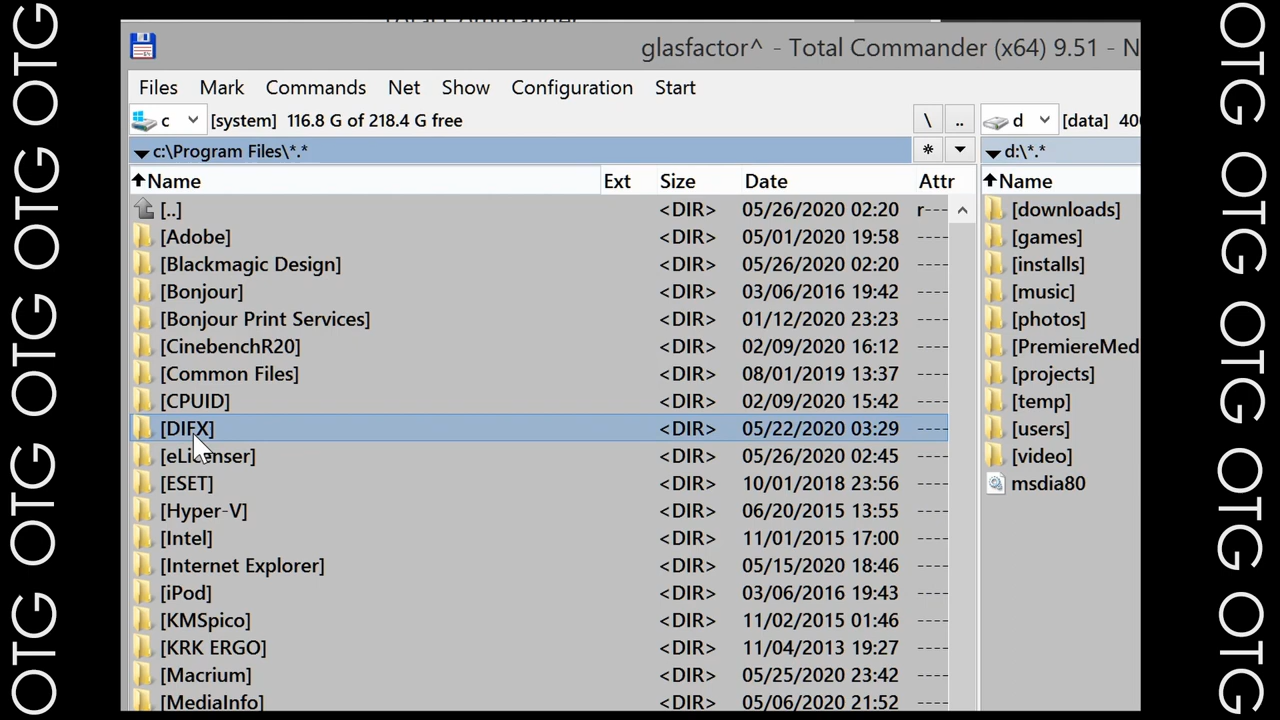 OTG OTG OTG OTG OTG
glasfactor^ - Total Commander (x64) 9.51 - N
Files Mark Commands Net Show Configuration Start
c [system] 116.8 G of 218.4 G free \ .. d [data] 40
c:\Program Files\*.* * d:\*.*
Name Ext Size Date Attr Name
[..] <DIR> 05/26/2020 02:20 r--- [downloads]
[Adobe] <DIR> 05/01/2020 19:58 ---- [games]
[Blackmagic Design] <DIR> 05/26/2020 02:20 ---- [installs]
[Bonjour] <DIR> 03/06/2016 19:42 ---- [music]
[Bonjour Print Services] <DIR> 01/12/2020 23:23 ---- [photos]
[CinebenchR20] <DIR> 02/09/2020 16:12 ---- [PremiereMed
[Common Files] <DIR> 08/01/2019 13:37 ---- [projects]
[CPUID] <DIR> 02/09/2020 15:42 ---- [temp]
[DIFX] <DIR> 05/22/2020 03:29 ---- [users]
[eLicenser] <DIR> 05/26/2020 02:45 ---- [video]
[ESET] <DIR> 10/01/2018 23:56 ---- msdia80
[Hyper-V] <DIR> 06/20/2015 13:55 ----
[Intel] <DIR> 11/01/2015 17:00 ----
[Internet Explorer] <DIR> 05/15/2020 18:46 ----
[iPod] <DIR> 03/06/2016 19:43 ----
[KMSpico] <DIR> 11/02/2015 01:46 ----
[KRK ERGO] <DIR> 11/04/2013 19:27 ----
[Macrium] <DIR> 05/25/2020 23:42 ----
[MediaInfo] <DIR> 05/06/2020 21:52 ----
OTG OTG OTG OTG OTG